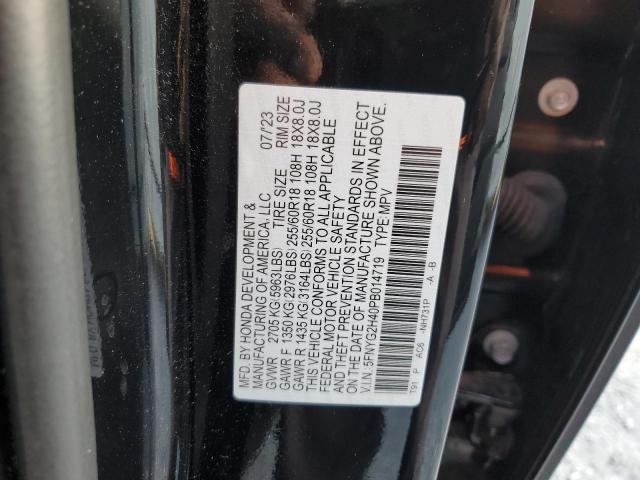 MFD. BY HONDA DEVELOPMENT &
MANUFACTURING OF AMERICA, LLC 07/'23
GVWR 2705 KG(5963LBS) TIRE SIZE RIM SIZE
GAWR F 1350 KG(2976LBS) 255/60R18 108H 18X8.0J
GAWR R 1435 KG(3164LBS) 255/60R18 108H 18X8.0J
THIS VEHICLE CONFORMS TO ALL APPLICABLE
FEDERAL MOTOR VEHICLE SAFETY
AND THEFT PREVENTION STANDARDS IN EFFECT
ON THE DATE OF MANUFACTURE SHOWN ABOVE.
V.I.N. 5FNYG2H40PB014719 TYPE:MPV
T91 P AC6 -NH731P -A -B